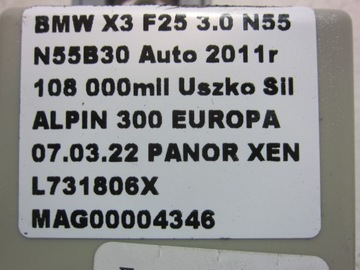 BMW X3 F25 3.0 N55
N55B30 Auto 2011r
108 000mil Uszko Sil
ALPIN 300 EUROPA
07.03.22 PANOR XEN
L731806X
MAG00004346